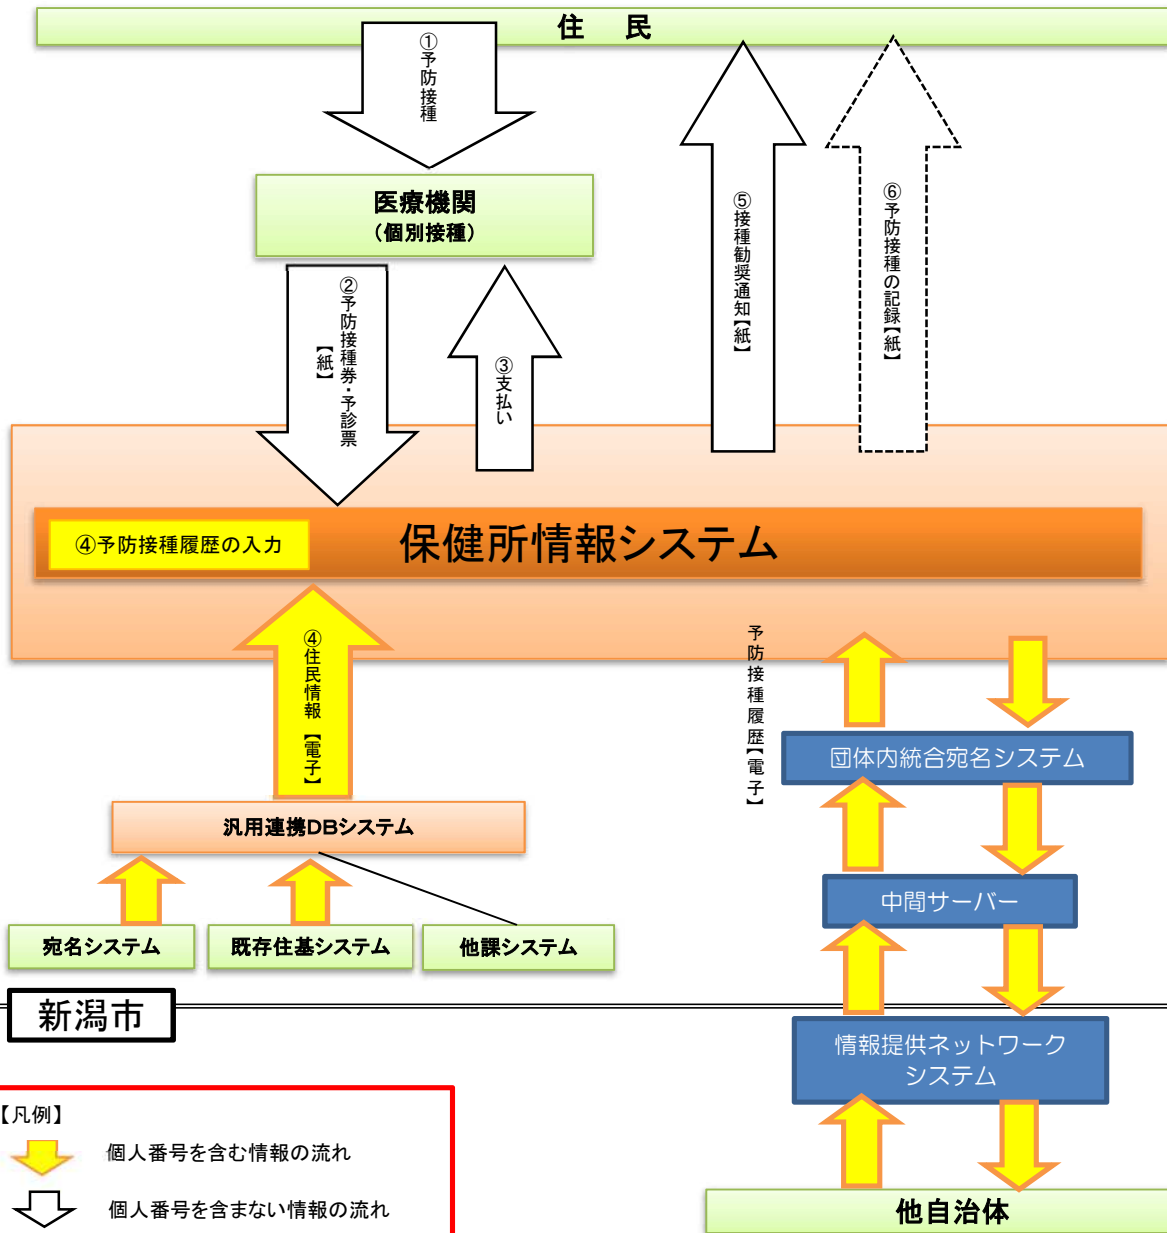 住　民
①予防接種
医療機関
（個別接種）
②予防接種券・予診票
【紙】
③支払い
⑤接種勧奨通知【紙】
⑥予防接種の記録【紙】
④予防接種履歴の入力
保健所情報システム
④住民情報【電子】
予防接種履歴【電子】
団体内統合宛名システム
汎用連携DBシステム
中間サーバー
宛名システム
既存住基システム
他課システム
新潟市
情報提供ネットワーク
システム
【凡例】
個人番号を含む情報の流れ
個人番号を含まない情報の流れ
他自治体